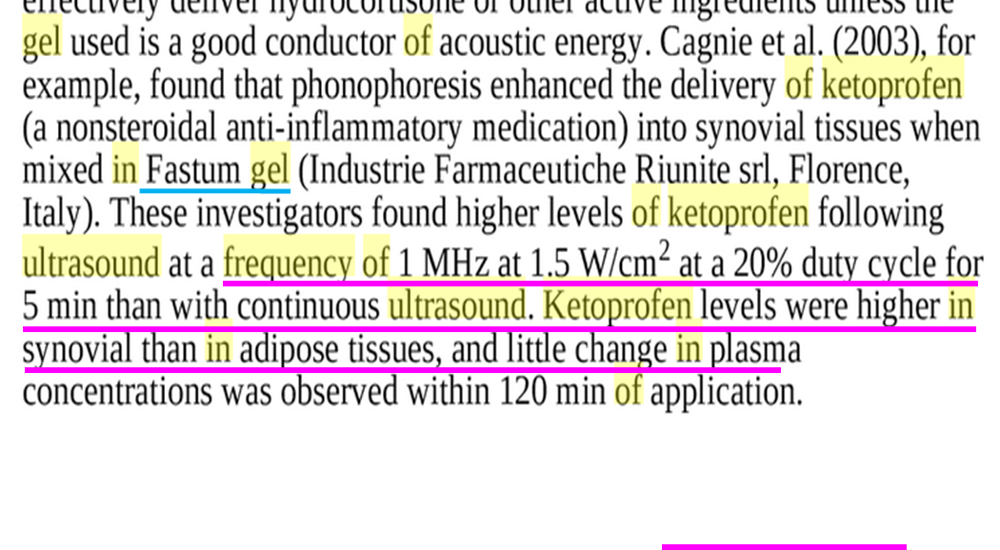 effectively deliver hydrocortisone or other active ingredients unless the
gel used is a good conductor of acoustic energy. Cagnie et al. (2003), for
example, found that phonophoresis enhanced the delivery of ketoprofen
(a nonsteroidal anti-inflammatory medication) into synovial tissues when
mixed in Fastum gel (Industrie Farmaceutiche Riunite srl, Florence,
Italy). These investigators found higher levels of ketoprofen following
ultrasound at a frequency of 1 MHz at 1.5 W/cm² at a 20% duty cycle for
5 min than with continuous ultrasound. Ketoprofen levels were higher in
synovial than in adipose tissues, and little change in plasma
concentrations was observed within 120 min of application.